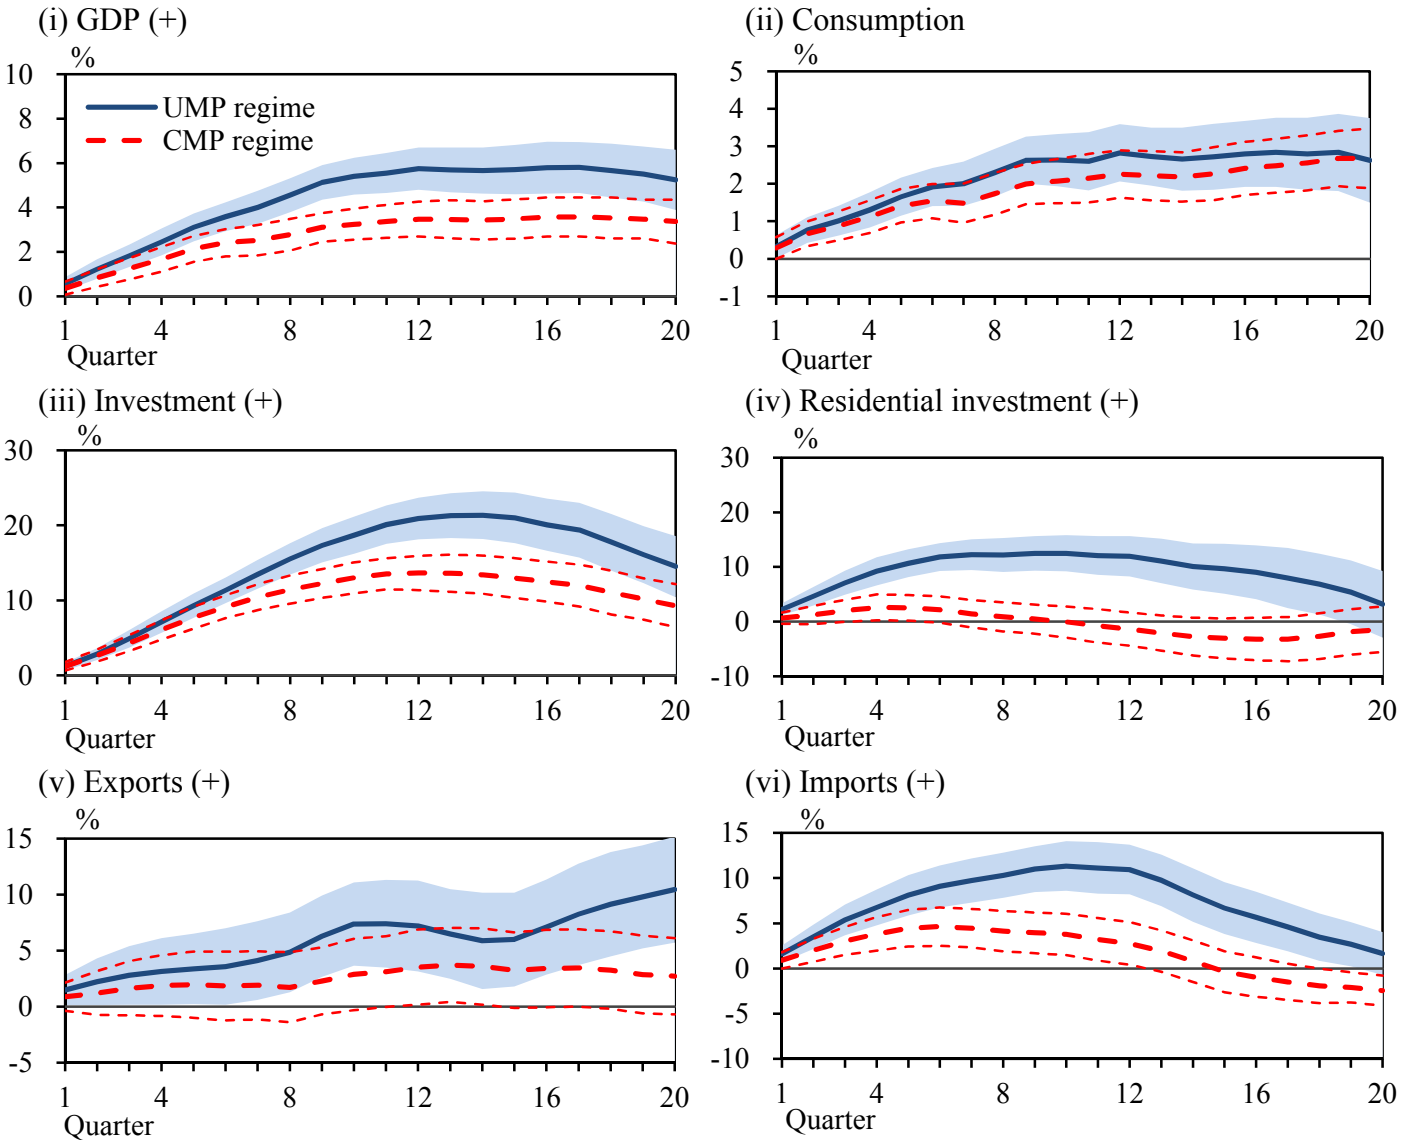 (i) GDP (+)
%
10
8
6
4
2
0
UMP regime
CMP regime
1 4 8 12 16 20
Quarter
(ii) Consumption
%
5
4
3
2
1
0
-1
1 4 8 12 16 20
Quarter
(iii) Investment (+)
%
30
20
10
0
1 4 8 12 16 20
Quarter
(iv) Residential investment (+)
%
30
20
10
0
-10
1 4 8 12 16 20
Quarter
(v) Exports (+)
%
15
10
5
0
-5
1 4 8 12 16 20
Quarter
(vi) Imports (+)
%
15
10
5
0
-5
-10
1 4 8 12 16 20
Quarter